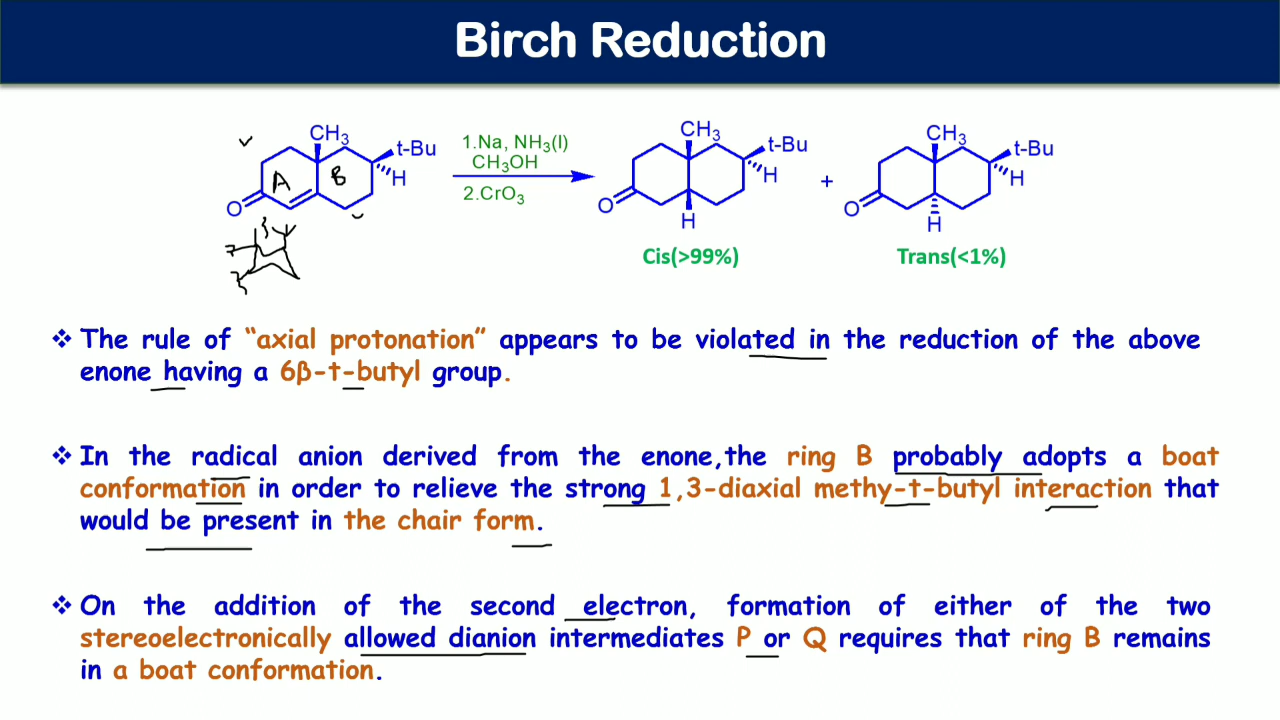 Birch Reduction
CH₃
t-Bu
H
O
A
B
1.Na, NH₃(l)
CH₃OH
2.CrO₃
CH₃
t-Bu
H
O
H
Cis(>99%)
+
CH₃
t-Bu
H
O
H
Trans(<1%)
❖ The rule of “axial protonation” appears to be violated in the reduction of the above
enone having a 6β-t-butyl group.
❖ In the radical anion derived from the enone,the ring B probably adopts a boat
conformation in order to relieve the strong 1,3-diaxial methy-t-butyl interaction that
would be present in the chair form.
❖ On the addition of the second electron, formation of either of the two
stereoelectronically allowed dianion intermediates P or Q requires that ring B remains
in a boat conformation.